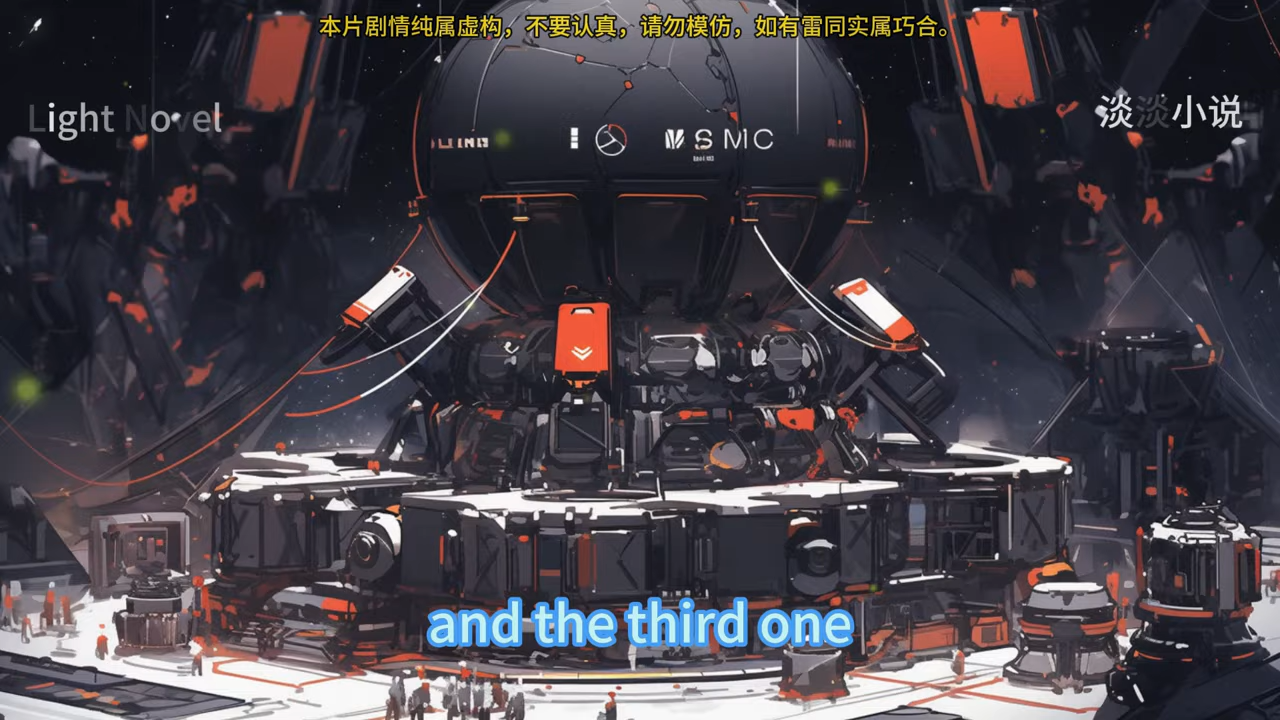 本片剧情纯属虚构，不要认真，请勿模仿，如有雷同实属巧合。
Light Novel
淡淡小说
SMC
and the third one